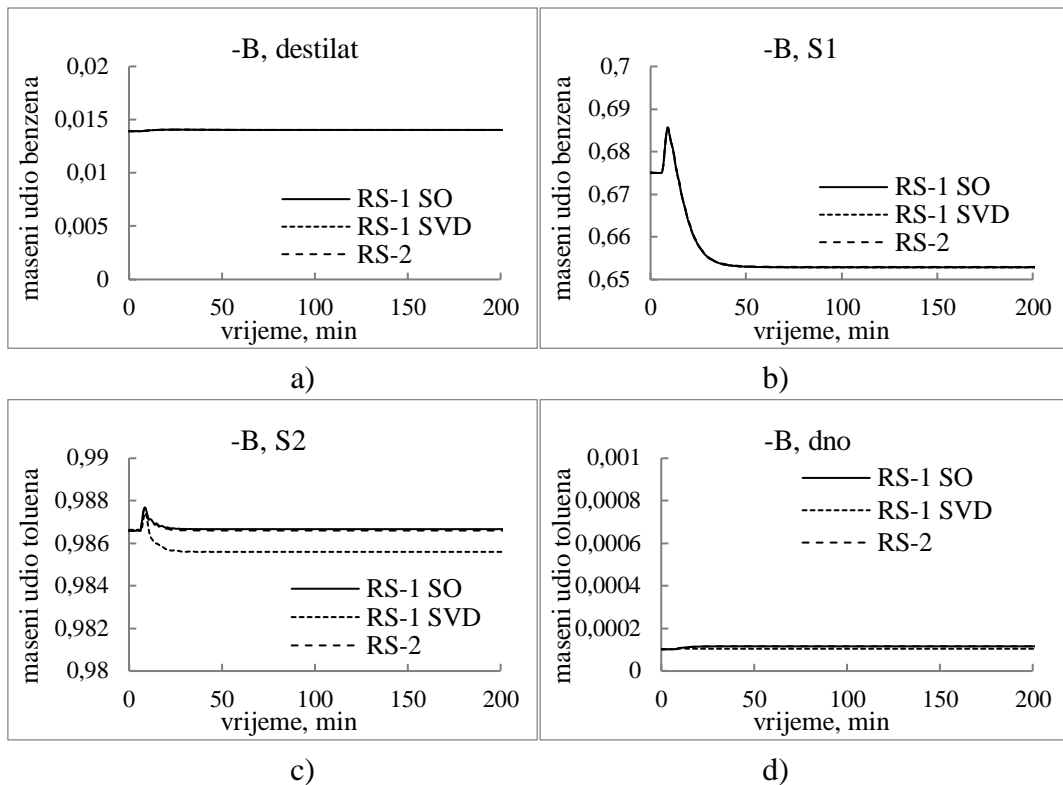 -B, destilat
maseni udio benzena
0,02
0,015
0,01
0,005
0
RS-1 SO
RS-1 SVD
RS-2
0 50 100 150 200
vrijeme, min
a)
-B, S1
maseni udio benzena
0,7
0,69
0,68
0,67
0,66
0,65
RS-1 SO
RS-1 SVD
RS-2
0 50 100 150 200
vrijeme, min
b)
-B, S2
maseni udio toluena
0,99
0,988
0,986
0,984
0,982
0,98
RS-1 SO
RS-1 SVD
RS-2
0 50 100 150 200
vrijeme, min
c)
-B, dno
maseni udio toluena
0,001
0,0008
0,0006
0,0004
0,0002
0
RS-1 SO
RS-1 SVD
RS-2
0 50 100 150 200
vrijeme, min
d)